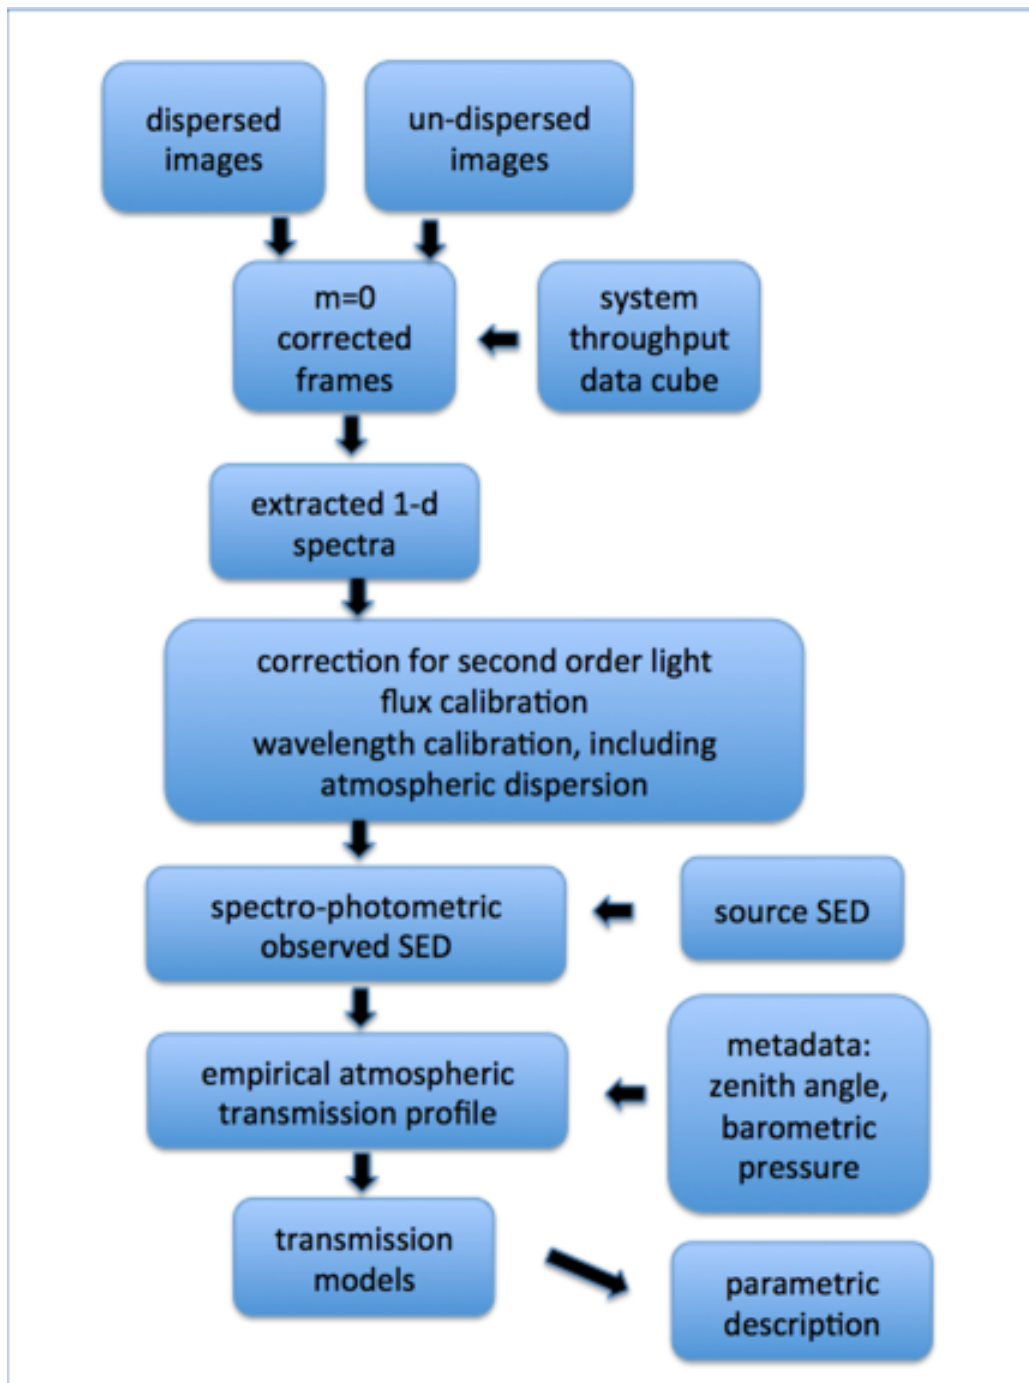 dispersed
images
un-dispersed
images
m=0
corrected
frames
system
throughput
data cube
extracted 1-d
spectra
correction for second order light
flux calibration
wavelength calibration, including
atmospheric dispersion
spectro-photometric
observed SED
source SED
empirical atmospheric
transmission profile
metadata:
zenith angle,
barometric
pressure
transmission
models
parametric
description